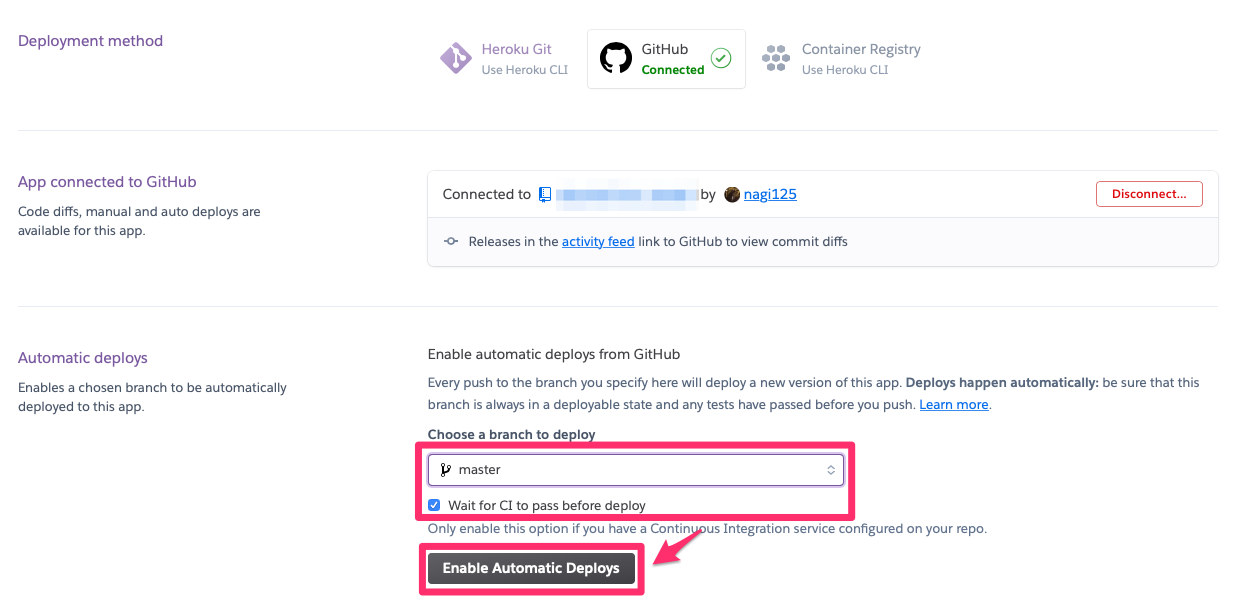 Deployment method
Heroku Git
Use Heroku CLI
GitHub
Connected
Container Registry
Use Heroku CLI
App connected to GitHub
Code diffs, manual and auto deploys are
available for this app.
Connected to by nagi125
Disconnect...
Releases in the activity feed link to GitHub to view commit diffs
Automatic deploys
Enables a chosen branch to be automatically
deployed to this app.
Enable automatic deploys from GitHub
Every push to the branch you specify here will deploy a new version of this app. Deploys happen automatically: be sure that this
branch is always in a deployable state and any tests have passed before you push. Learn more.
Choose a branch to deploy
master
Wait for CI to pass before deploy
Only enable this option if you have a Continuous Integration service configured on your repo.
Enable Automatic Deploys